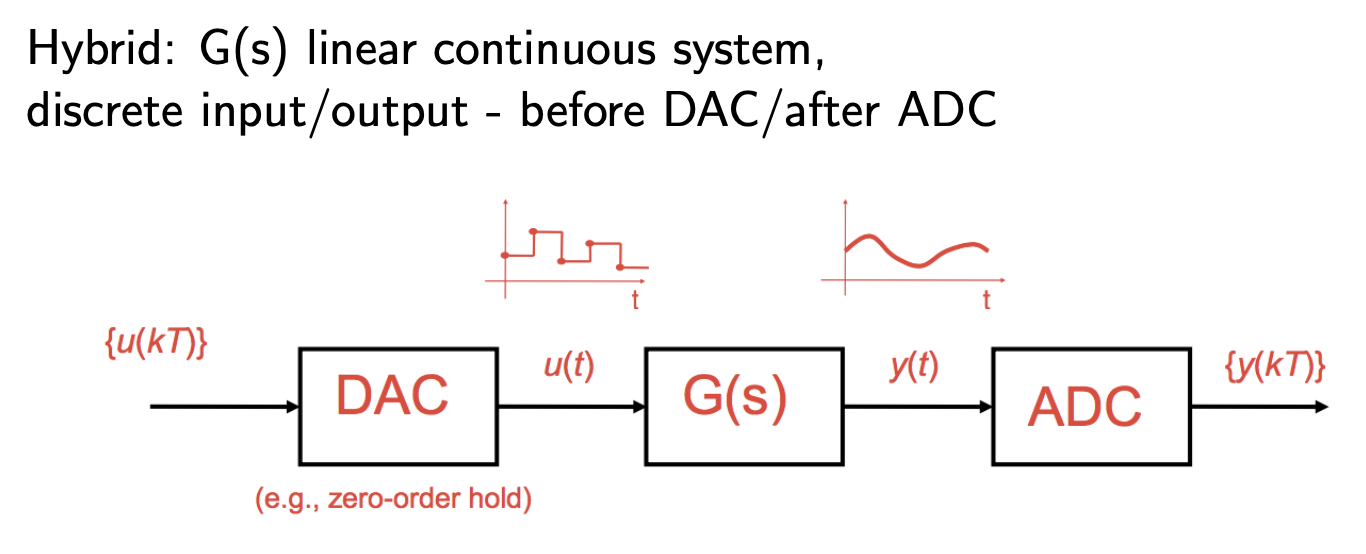 Hybrid: G(s) linear continuous system,
discrete input/output - before DAC/after ADC
t
t
{u(kT)}
u(t)
y(t)
{y(kT)}
DAC
G(s)
ADC
(e.g., zero-order hold)